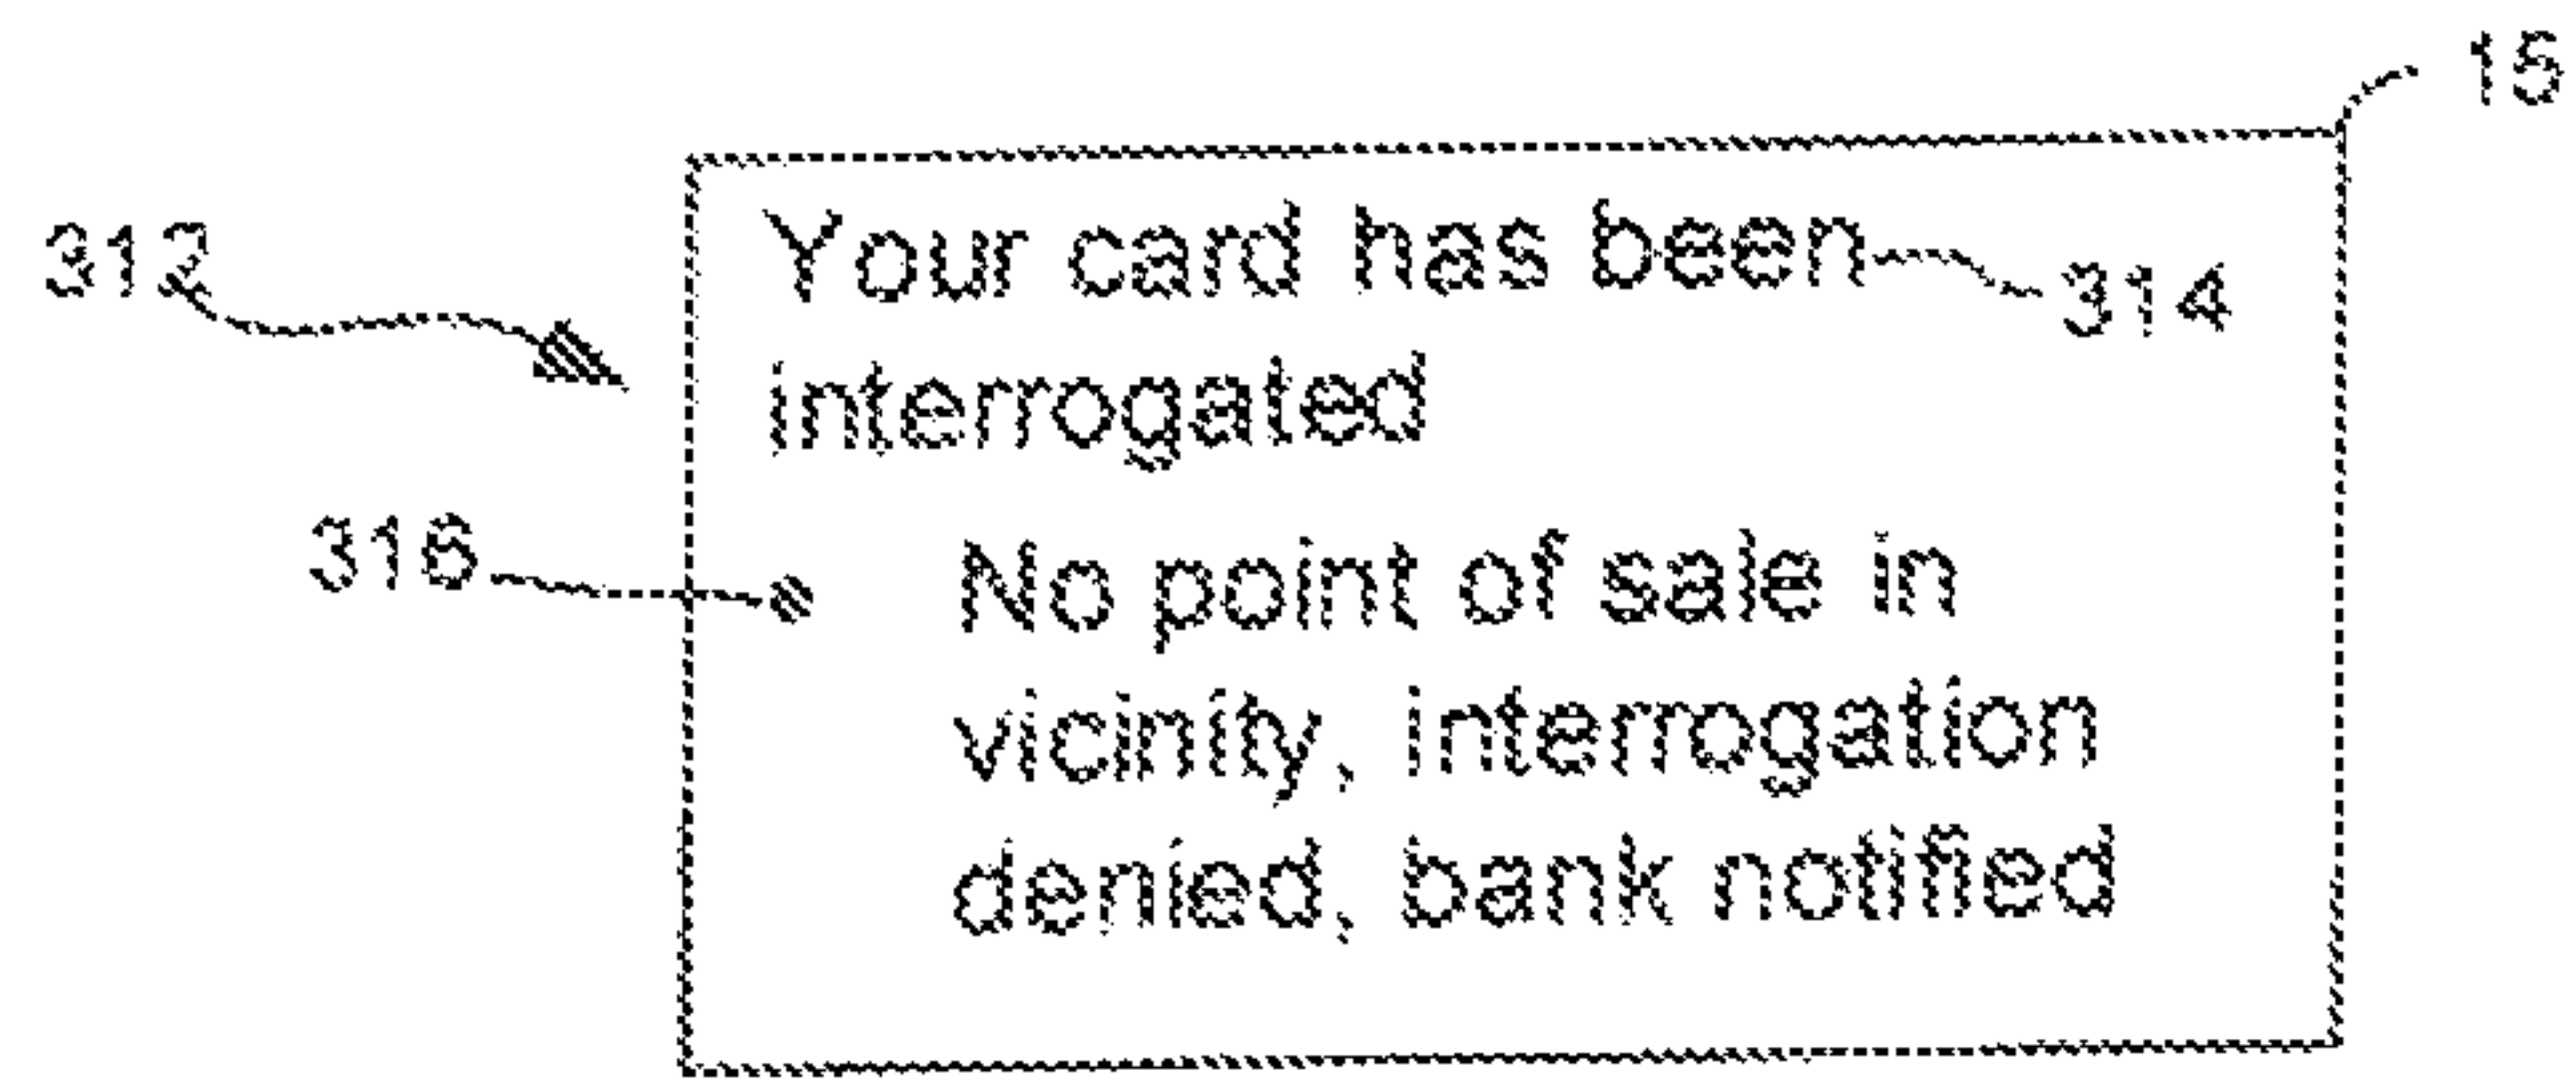 15
312
Your card has been
314
interrogated
316
No point of sale in
vicinity, interrogation
denied, bank notified